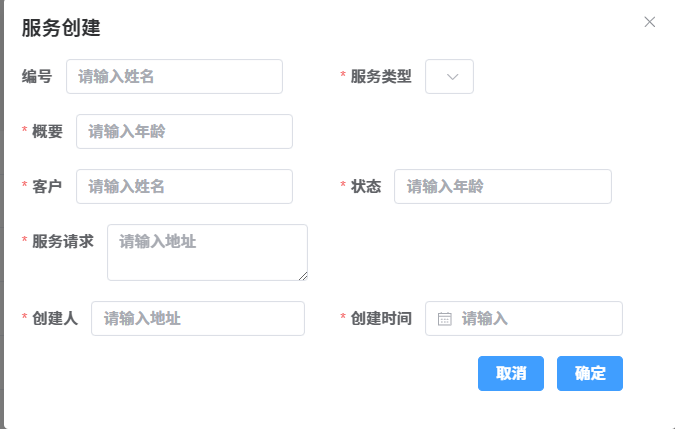 服务创建
编号 请输入姓名 * 服务类型
* 概要 请输入年龄
* 客户 请输入姓名 * 状态 请输入年龄
* 服务请求 请输入地址
* 创建人 请输入地址 * 创建时间 请输入
取消 确定